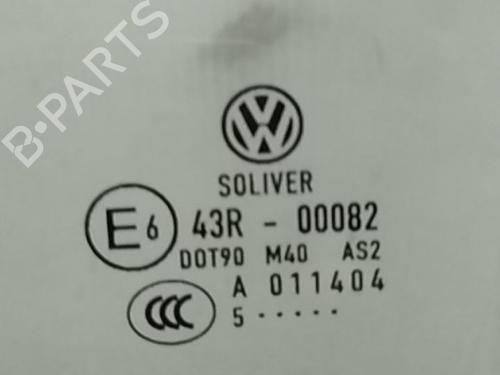 B-PARTS
VW
SOLIVER
E6 43R - 00082
DOT90 M40 AS2
A 011404
CCC 5 ·····